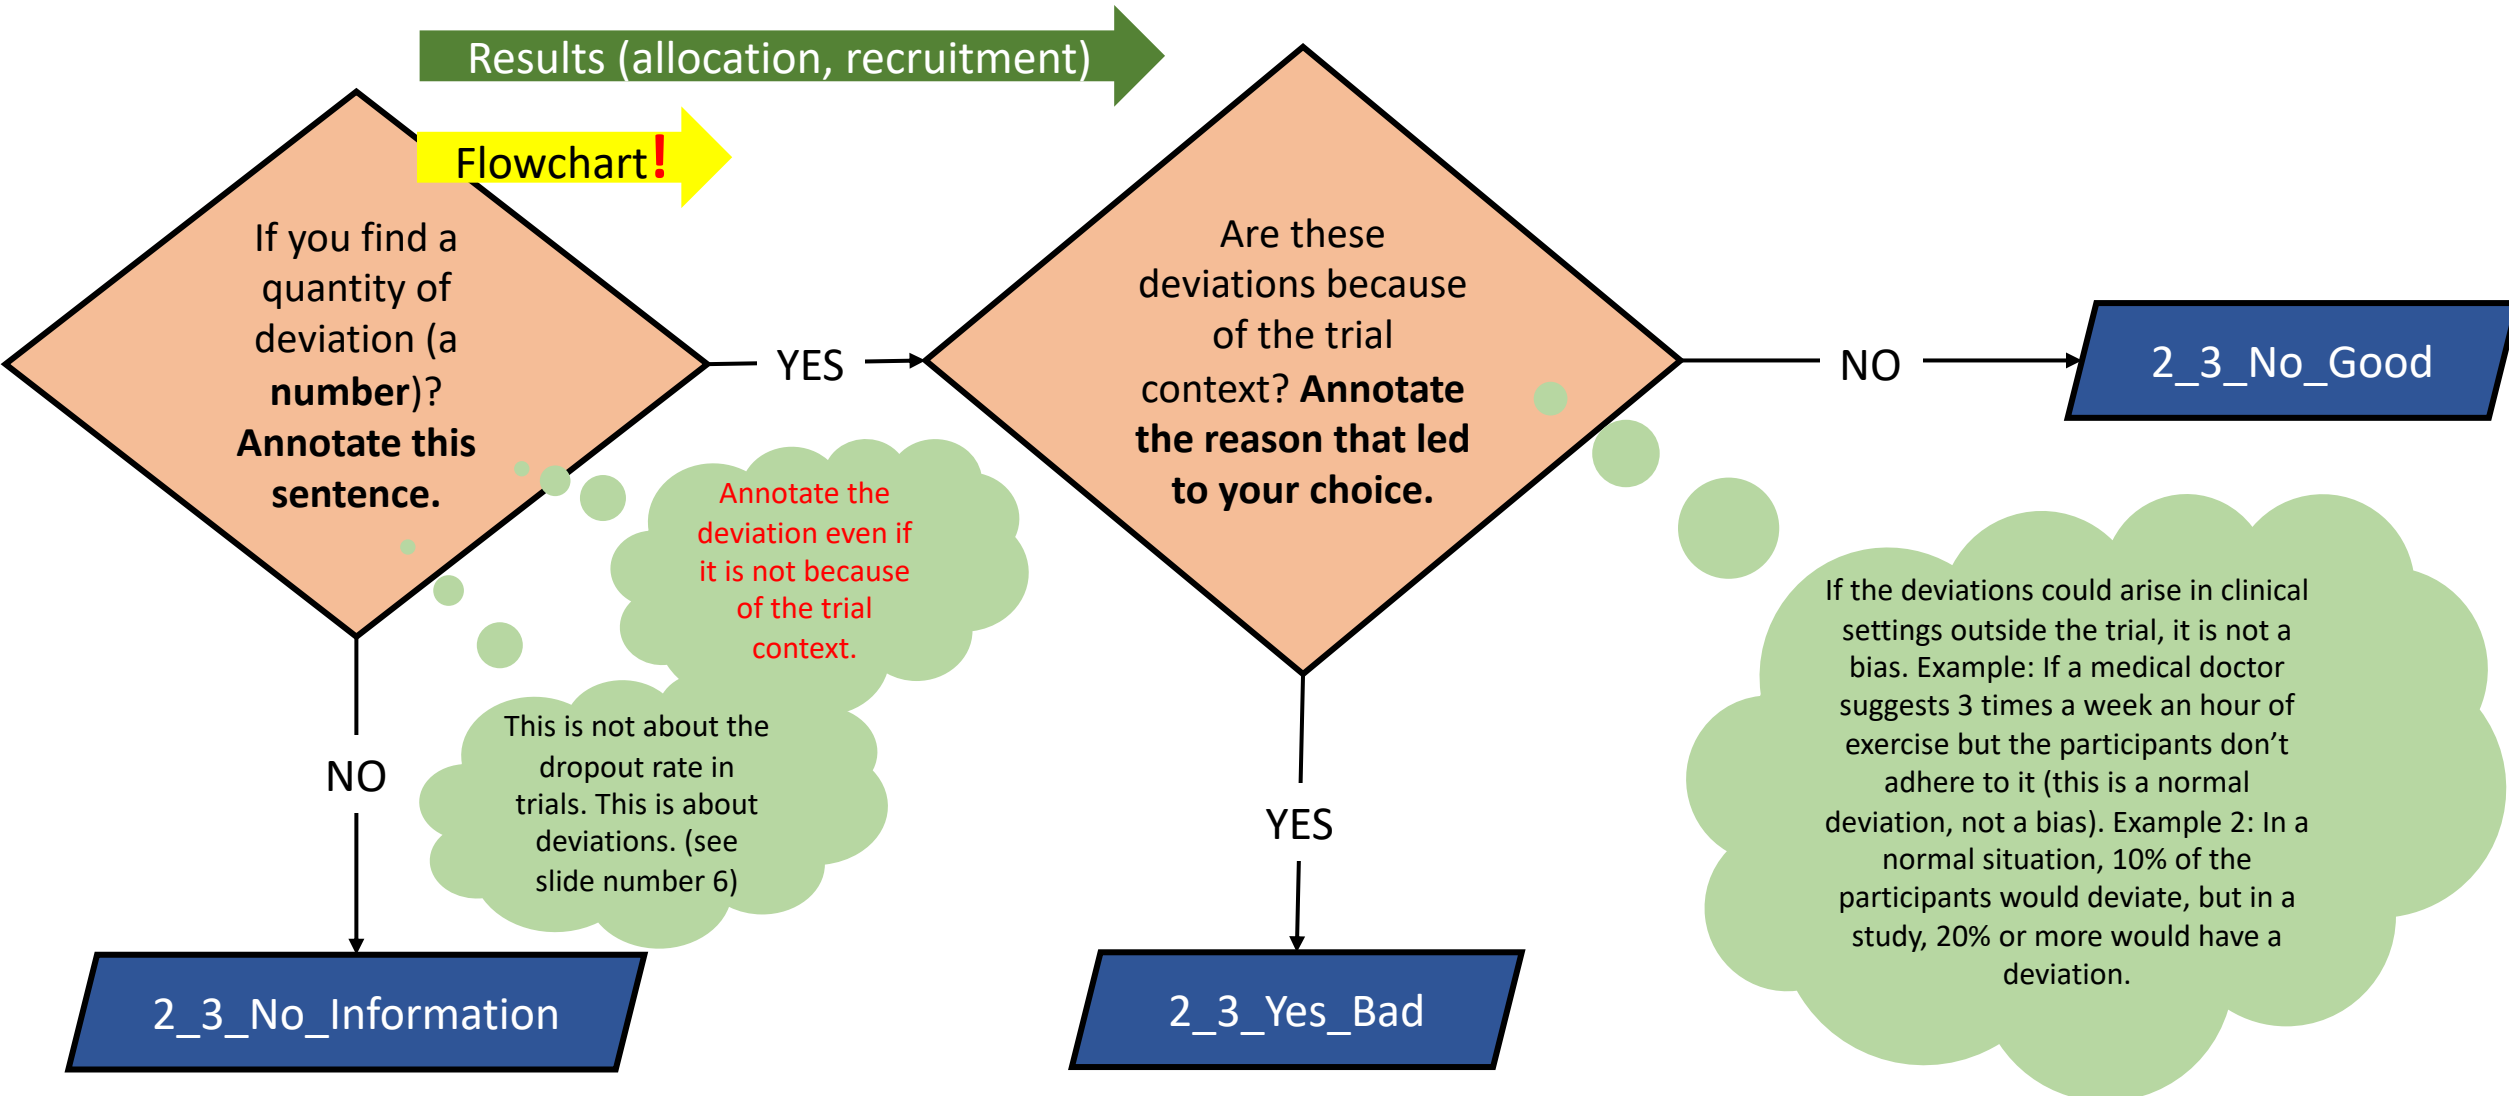 Results (allocation, recruitment)
Flowchart!
If you find a
quantity of
deviation (a
number)?
Annotate this
sentence.
YES
Are these
deviations because
of the trial
context? Annotate
the reason that led
to your choice.
NO
2_3_No_Good
Annotate the
deviation even if
it is not because
of the trial
context.
This is not about the
dropout rate in
trials. This is about
deviations. (see
slide number 6)
If the deviations could arise in clinical
settings outside the trial, it is not a
bias. Example: If a medical doctor
suggests 3 times a week an hour of
exercise but the participants don’t
adhere to it (this is a normal
deviation, not a bias). Example 2: In a
normal situation, 10% of the
participants would deviate, but in a
study, 20% or more would have a
deviation.
NO
YES
2_3_No_Information
2_3_Yes_Bad